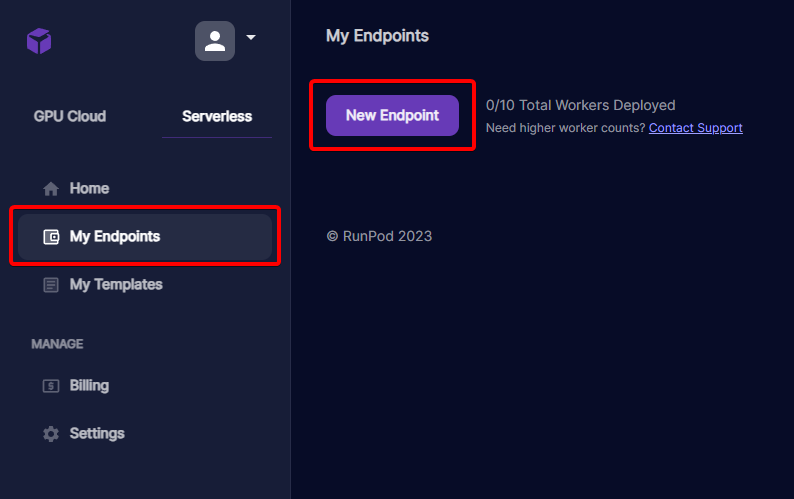 GPU Cloud
Serverless
Home
My Endpoints
My Templates
MANAGE
Billing
Settings
My Endpoints
New Endpoint
0/10 Total Workers Deployed
Need higher worker counts? Contact Support
© RunPod 2023